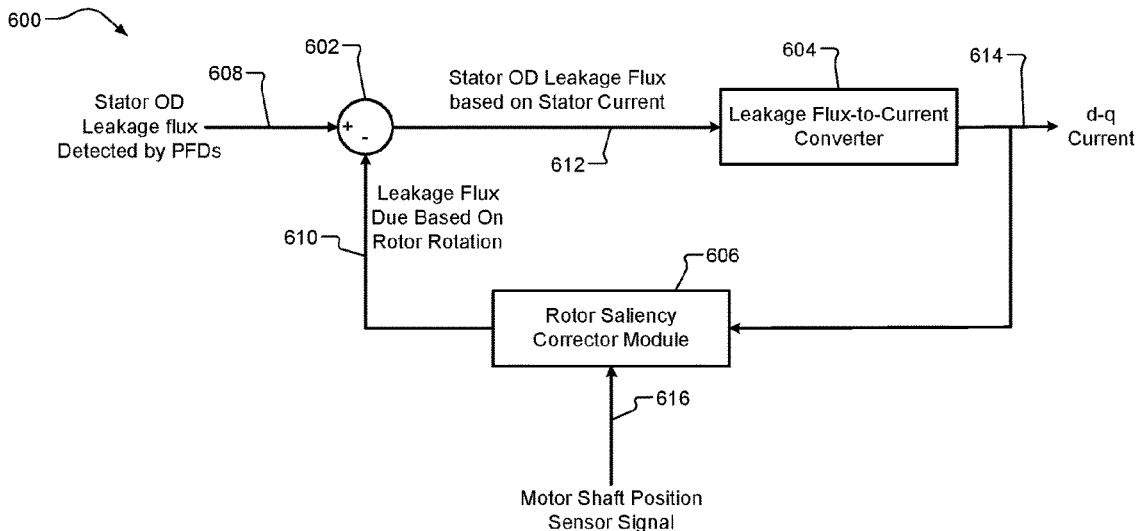 600
602
604
614
608
Stator OD Leakage Flux
based on Stator Current
Stator OD
Leakage flux
Detected by PFDs
+
-
Leakage Flux-to-Current
Converter
d-q
Current
612
Leakage Flux
Due Based On
Rotor Rotation
610
606
Rotor Saliency
Corrector Module
616
Motor Shaft Position
Sensor Signal